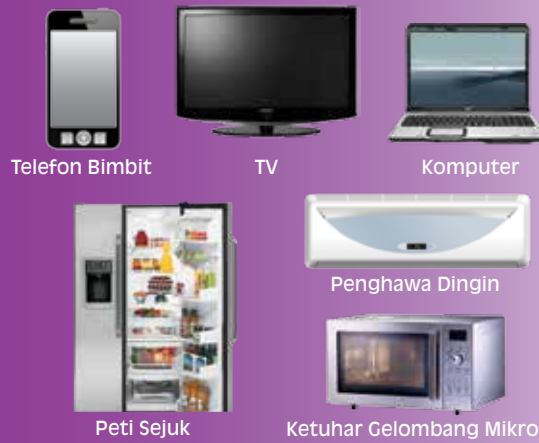 Telefon Bimbit
TV
Komputer
Penghawa Dingin
Peti Sejuk
Ketuhar Gelombang Mikro